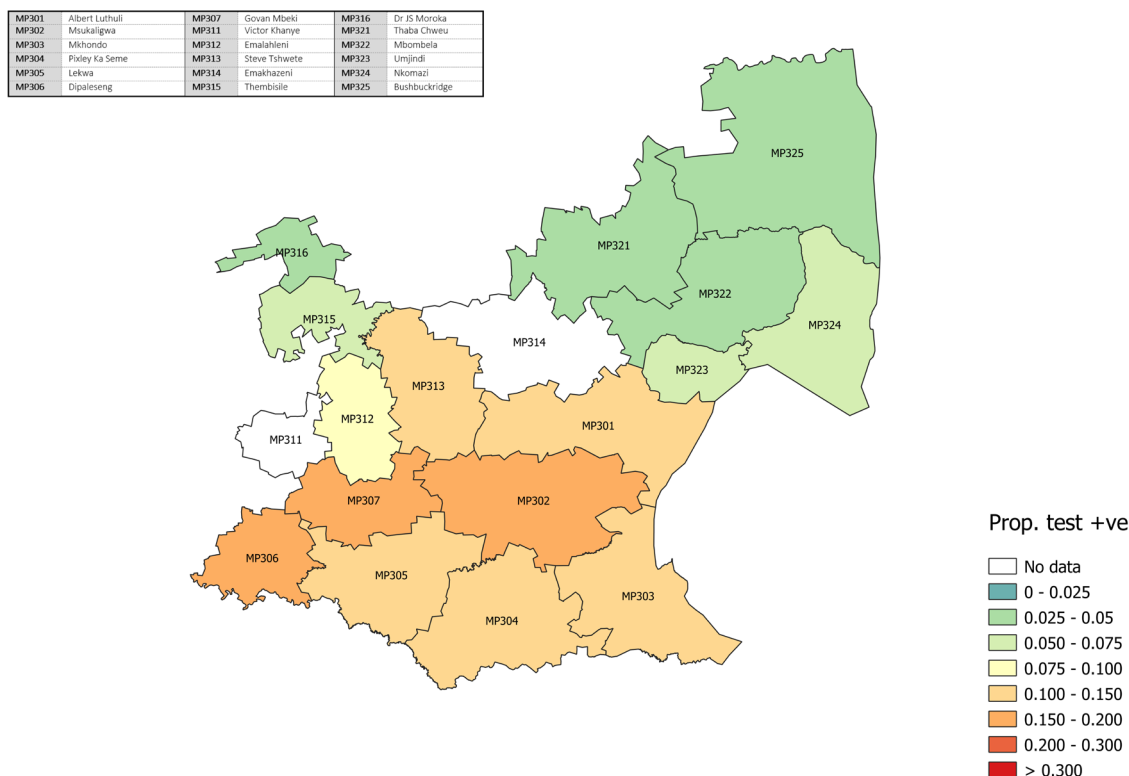 MP301 Albert Luthuli MP307 Govan Mbeki MP316 Dr JS Moroka
MP302 Msukaligwa MP311 Victor Khanye MP321 Thaba Chweu
MP303 Mkhondo MP312 Emalahleni MP322 Mbombela
MP304 Pixley Ka Seme MP313 Steve Tshwete MP323 Umjindi
MP305 Lekwa MP314 Emakhazeni MP324 Nkomazi
MP306 Dipaleseng MP315 Thembisile MP325 Bushbuckridge
MP325
MP321
MP316
MP322
MP315
MP324
MP314
MP323
MP313
MP312
MP301
MP311
MP307
MP302
MP306
MP305
MP303
MP304
Prop. test +ve
No data
0 - 0.025
0.025 - 0.05
0.050 - 0.075
0.075 - 0.100
0.100 - 0.150
0.150 - 0.200
0.200 - 0.300
> 0.300